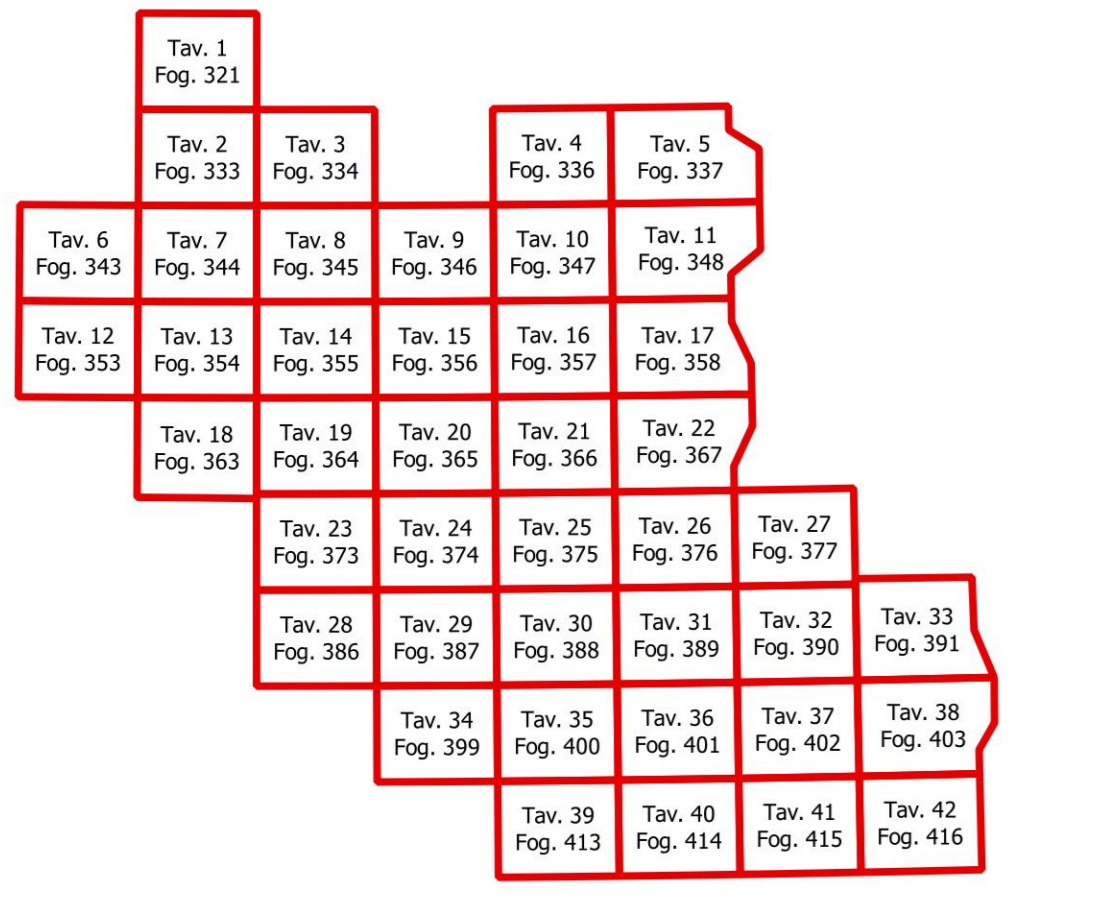 Tav. 1
Fog. 321
Tav. 2
Fog. 333
Tav. 3
Fog. 334
Tav. 4
Fog. 336
Tav. 5
Fog. 337
Tav. 6
Fog. 343
Tav. 7
Fog. 344
Tav. 8
Fog. 345
Tav. 9
Fog. 346
Tav. 10
Fog. 347
Tav. 11
Fog. 348
Tav. 12
Fog. 353
Tav. 13
Fog. 354
Tav. 14
Fog. 355
Tav. 15
Fog. 356
Tav. 16
Fog. 357
Tav. 17
Fog. 358
Tav. 18
Fog. 363
Tav. 19
Fog. 364
Tav. 20
Fog. 365
Tav. 21
Fog. 366
Tav. 22
Fog. 367
Tav. 23
Fog. 373
Tav. 24
Fog. 374
Tav. 25
Fog. 375
Tav. 26
Fog. 376
Tav. 27
Fog. 377
Tav. 28
Fog. 386
Tav. 29
Fog. 387
Tav. 30
Fog. 388
Tav. 31
Fog. 389
Tav. 32
Fog. 390
Tav. 33
Fog. 391
Tav. 34
Fog. 399
Tav. 35
Fog. 400
Tav. 36
Fog. 401
Tav. 37
Fog. 402
Tav. 38
Fog. 403
Tav. 39
Fog. 413
Tav. 40
Fog. 414
Tav. 41
Fog. 415
Tav. 42
Fog. 416